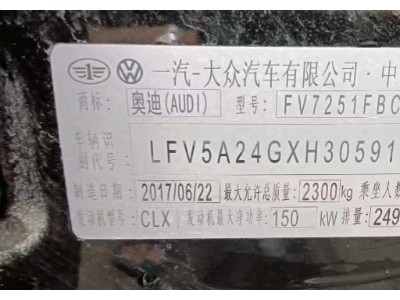 一汽-大众汽车有限公司·中
商标: 奥迪(AUDI) 型号: FV7251FBC
车辆识
别代号: LFV5A24GXH30591
制造日期: 2017/06/22 最大允许总质量: 2300kg 乘坐人数
发动机型号: CLX 发动机最大净功率: 150 kW 排量: 249